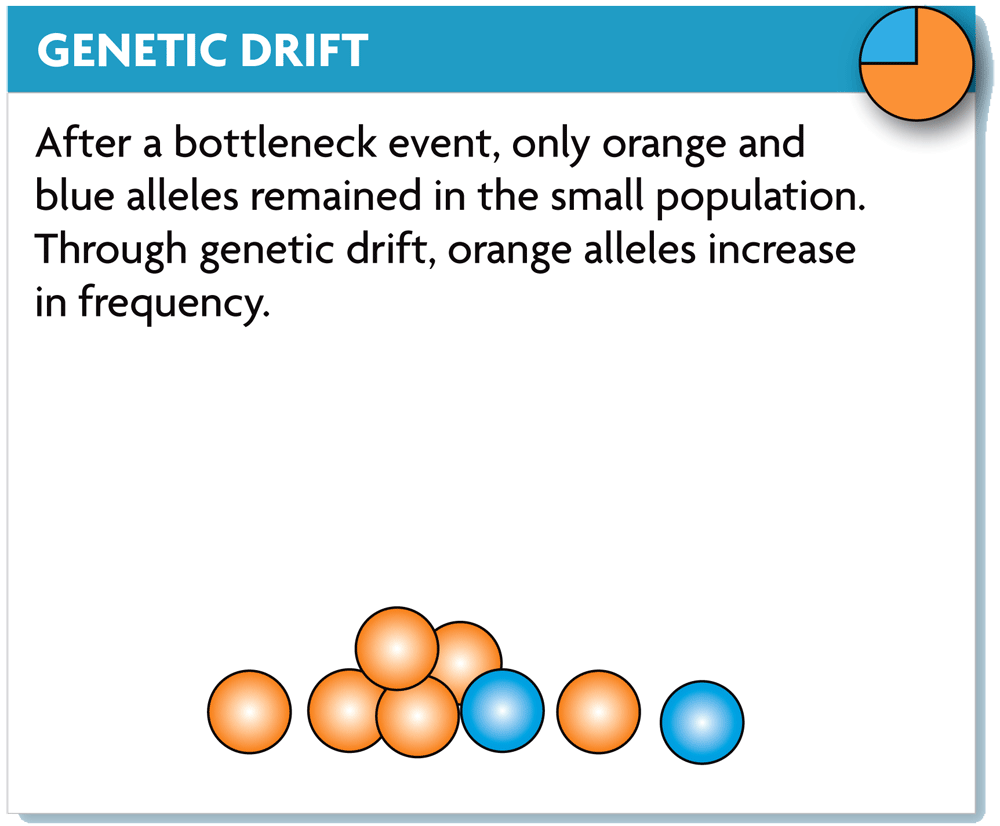 GENETIC DRIFT
After a bottleneck event, only orange and
blue alleles remained in the small population.
Through genetic drift, orange alleles increase
in frequency.